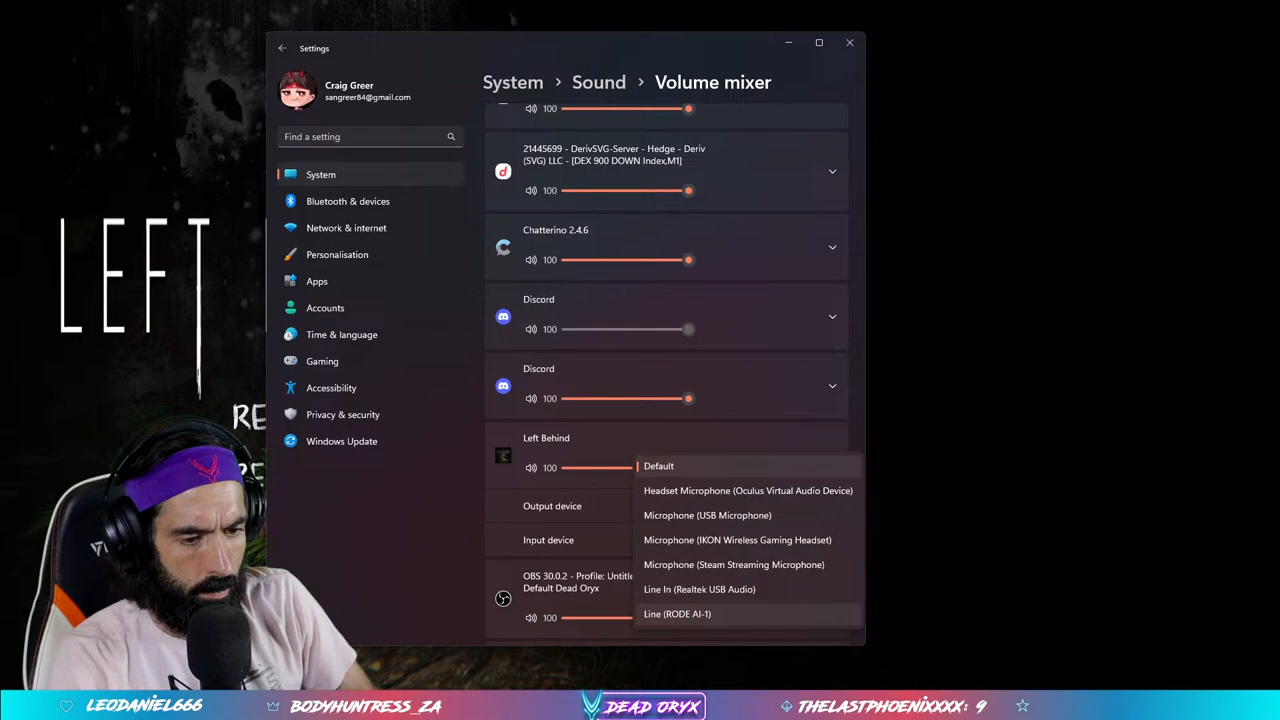 Settings
Craig Greer
sangreer84@gmail.com
Find a setting
System
Bluetooth & devices
Network & internet
Personalisation
Apps
Accounts
Time & language
Gaming
Accessibility
Privacy & security
Windows Update
System > Sound > Volume mixer
100
21445699 - DerivSVG-Server - Hedge - Deriv
(SVG) LLC - [DEX 900 DOWN Index,M1]
100
Chatterino 2.4.6
100
Discord
100
Discord
100
Left Behind
100
Output device
Input device
Default
Headset Microphone (Oculus Virtual Audio Device)
Microphone (USB Microphone)
Microphone (IKON Wireless Gaming Headset)
Microphone (Steam Streaming Microphone)
Line In (Realtek USB Audio)
Line (RODE AI-1)
OBS 30.0.2 - Profile: Untitle
Default Dead Oryx
100
LEFT
RE
LEODANIEL666
BODYHUNTRESS_ZA
DEAD ORYX
THELASTPHOENIXXXX: 9